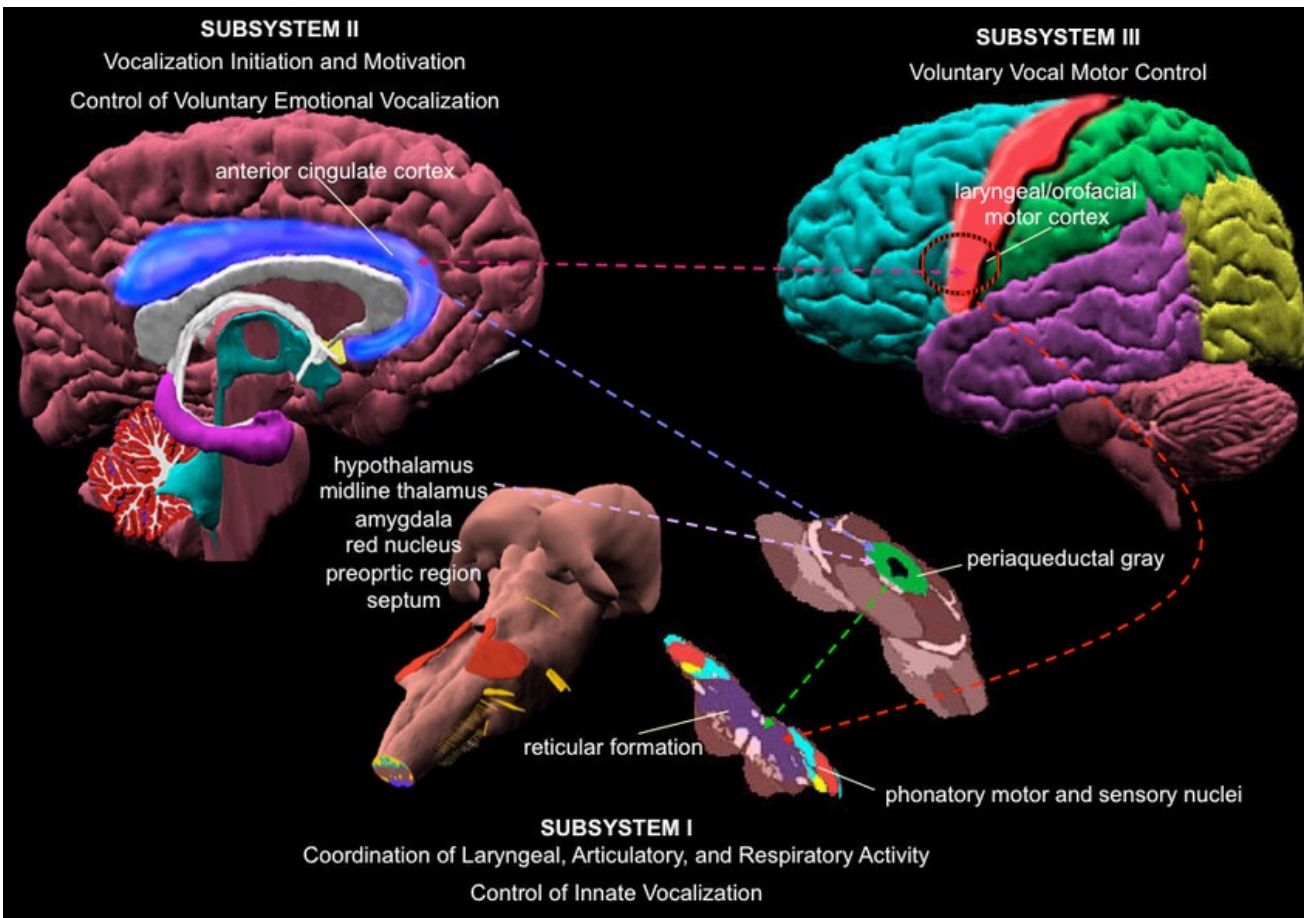 SUBSYSTEM II
Vocalization Initiation and Motivation
Control of Voluntary Emotional Vocalization
anterior cingulate cortex
SUBSYSTEM III
Voluntary Vocal Motor Control
laryngeal/orofacial
motor cortex
hypothalamus
midline thalamus
amygdala
red nucleus
preoprtic region
septum
periaqueductal gray
reticular formation
phonatory motor and sensory nuclei
SUBSYSTEM I
Coordination of Laryngeal, Articulatory, and Respiratory Activity
Control of Innate Vocalization